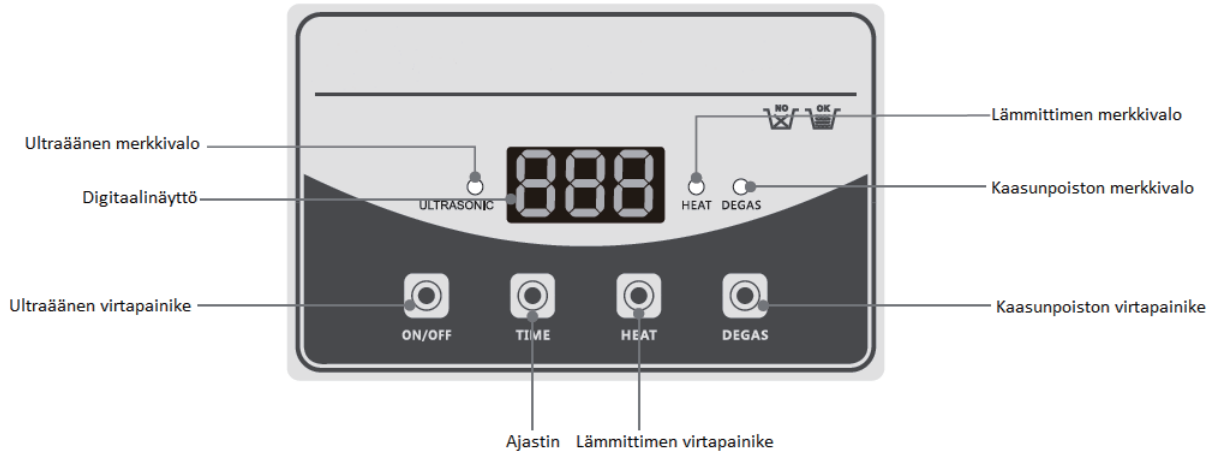 NO OK
Lämmittimen merkkivalo
Ultraäänen merkkivalo
888
Kaasunpoiston merkkivalo
Digitaalinäyttö
ULTRASONIC
HEAT DEGAS
Ultraäänen virtapainike
Kaasunpoiston virtapainike
ON/OFF TIME HEAT DEGAS
Ajastin
Lämmittimen virtapainike